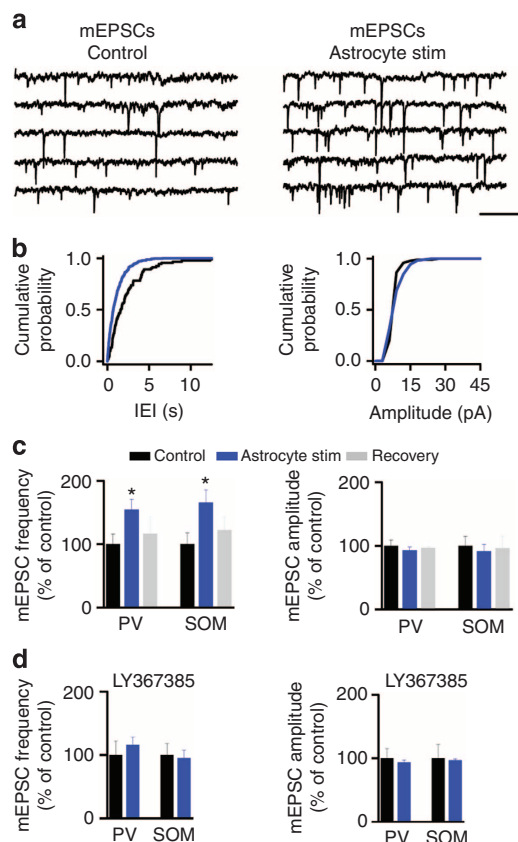 a
mEPSCs
Control
mEPSCs
Astrocyte stim
b
Cumulative
probability
1.0
0.5
0.0
0 5 10
IEI (s)
Cumulative
probability
1.0
0.5
0.0
0 15 30 45
Amplitude (pA)
c
Control Astrocyte stim Recovery
mEPSC frequency
(% of control)
200
100
0
* *
PV SOM
mEPSC amplitude
(% of control)
200
100
0
PV SOM
d
LY367385
mEPSC frequency
(% of control)
200
100
0
PV SOM
LY367385
mEPSC amplitude
(% of control)
200
100
0
PV SOM